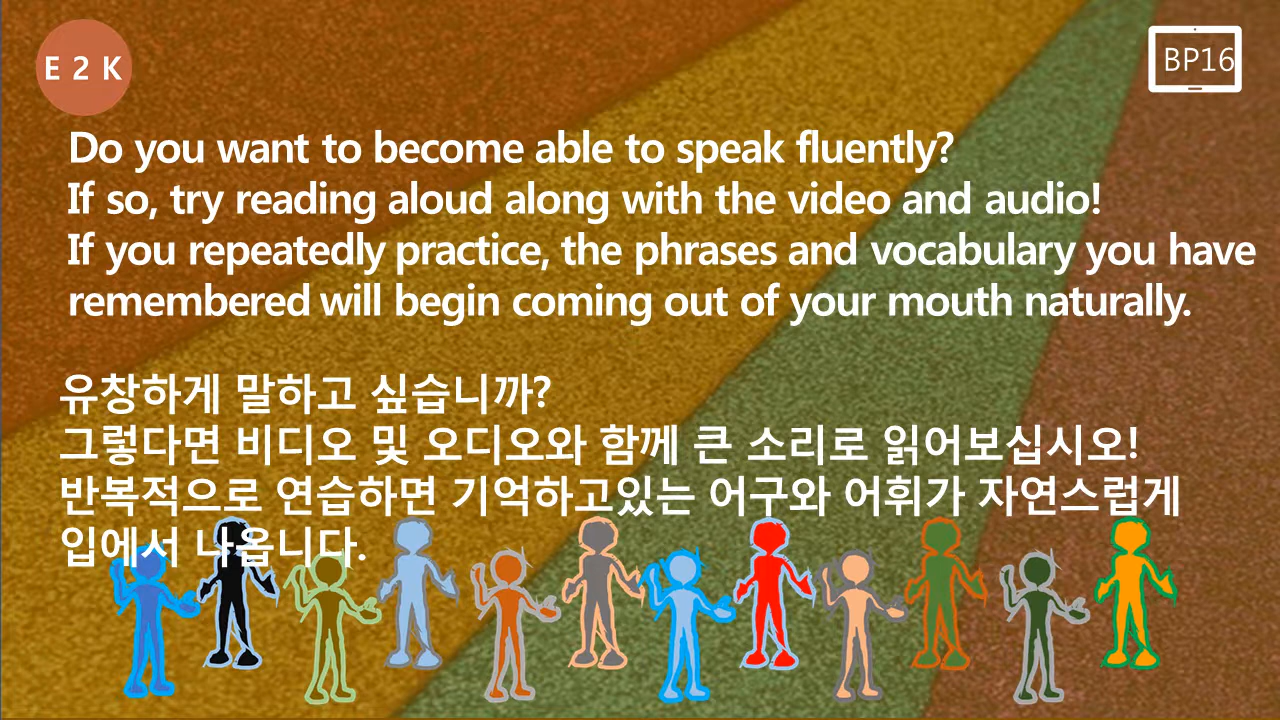 E 2 K
BP16
Do you want to become able to speak fluently?
If so, try reading aloud along with the video and audio!
If you repeatedly practice, the phrases and vocabulary you have
remembered will begin coming out of your mouth naturally.
유창하게 말하고 싶습니까?
그렇다면 비디오 및 오디오와 함께 큰 소리로 읽어보십시오!
반복적으로 연습하면 기억하고있는 어구와 어휘가 자연스럽게
입에서 나옵니다.